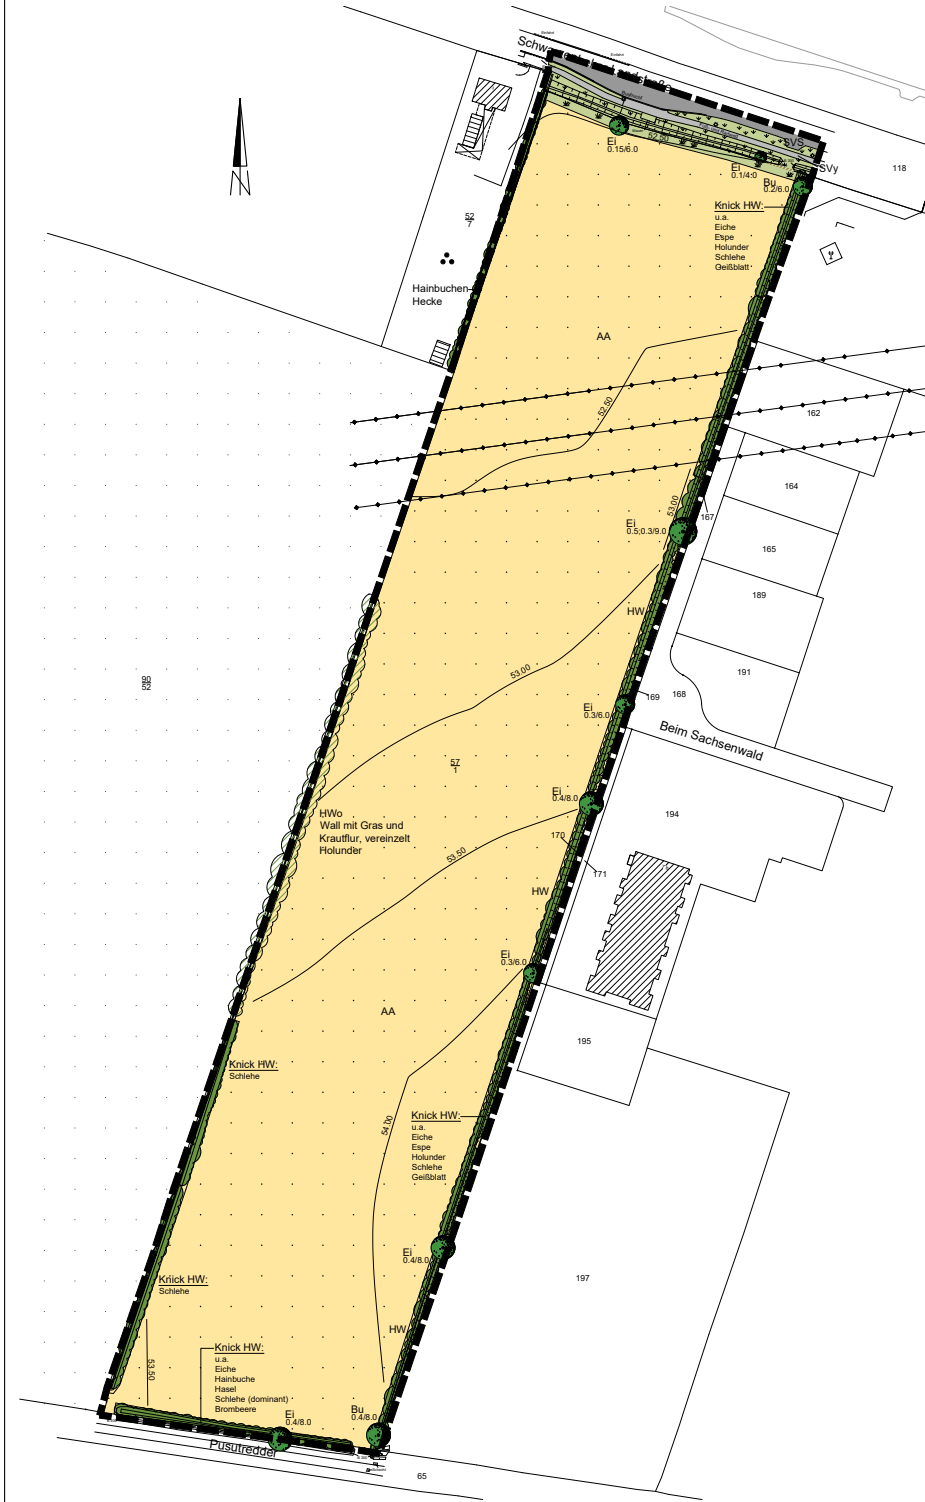 Einfahrt
Einfahrt
SVS
SVy
118
52.50
Ei
0.15/6.0
Ei
0.1/4.0
Bu
0.2/6.0
Knick HW:
u.a.
Eiche
Espe
Holunder
Schlehe
Geißblatt
52
7
Hainbuchen-
Hecke
AA
52.50
162
164
53.00
167
Ei
0.5;0.3/9.0
165
189
HW
53.00
191
90
52
169
168
Ei
0.3/6.0
Beim Sachsenwald
57
1
Ei
0.4/8.0
HWo
Wall mit Gras und
Krautflur, vereinzelt
Holunder
194
170
53.50
171
HW
Ei
0.3/6.0
AA
195
Knick HW:
Schlehe
54.00
Knick HW:
u.a.
Eiche
Espe
Holunder
Schlehe
Geißblatt
Ei
0.4/8.0
197
Knick HW:
Schlehe
HW
53.50
Knick HW:
u.a.
Eiche
Hainbuche
Hasel
Schlehe (dominant)
Brombeere
Ei
0.4/8.0
Bu
0.4/8.0
Pusutredder
65